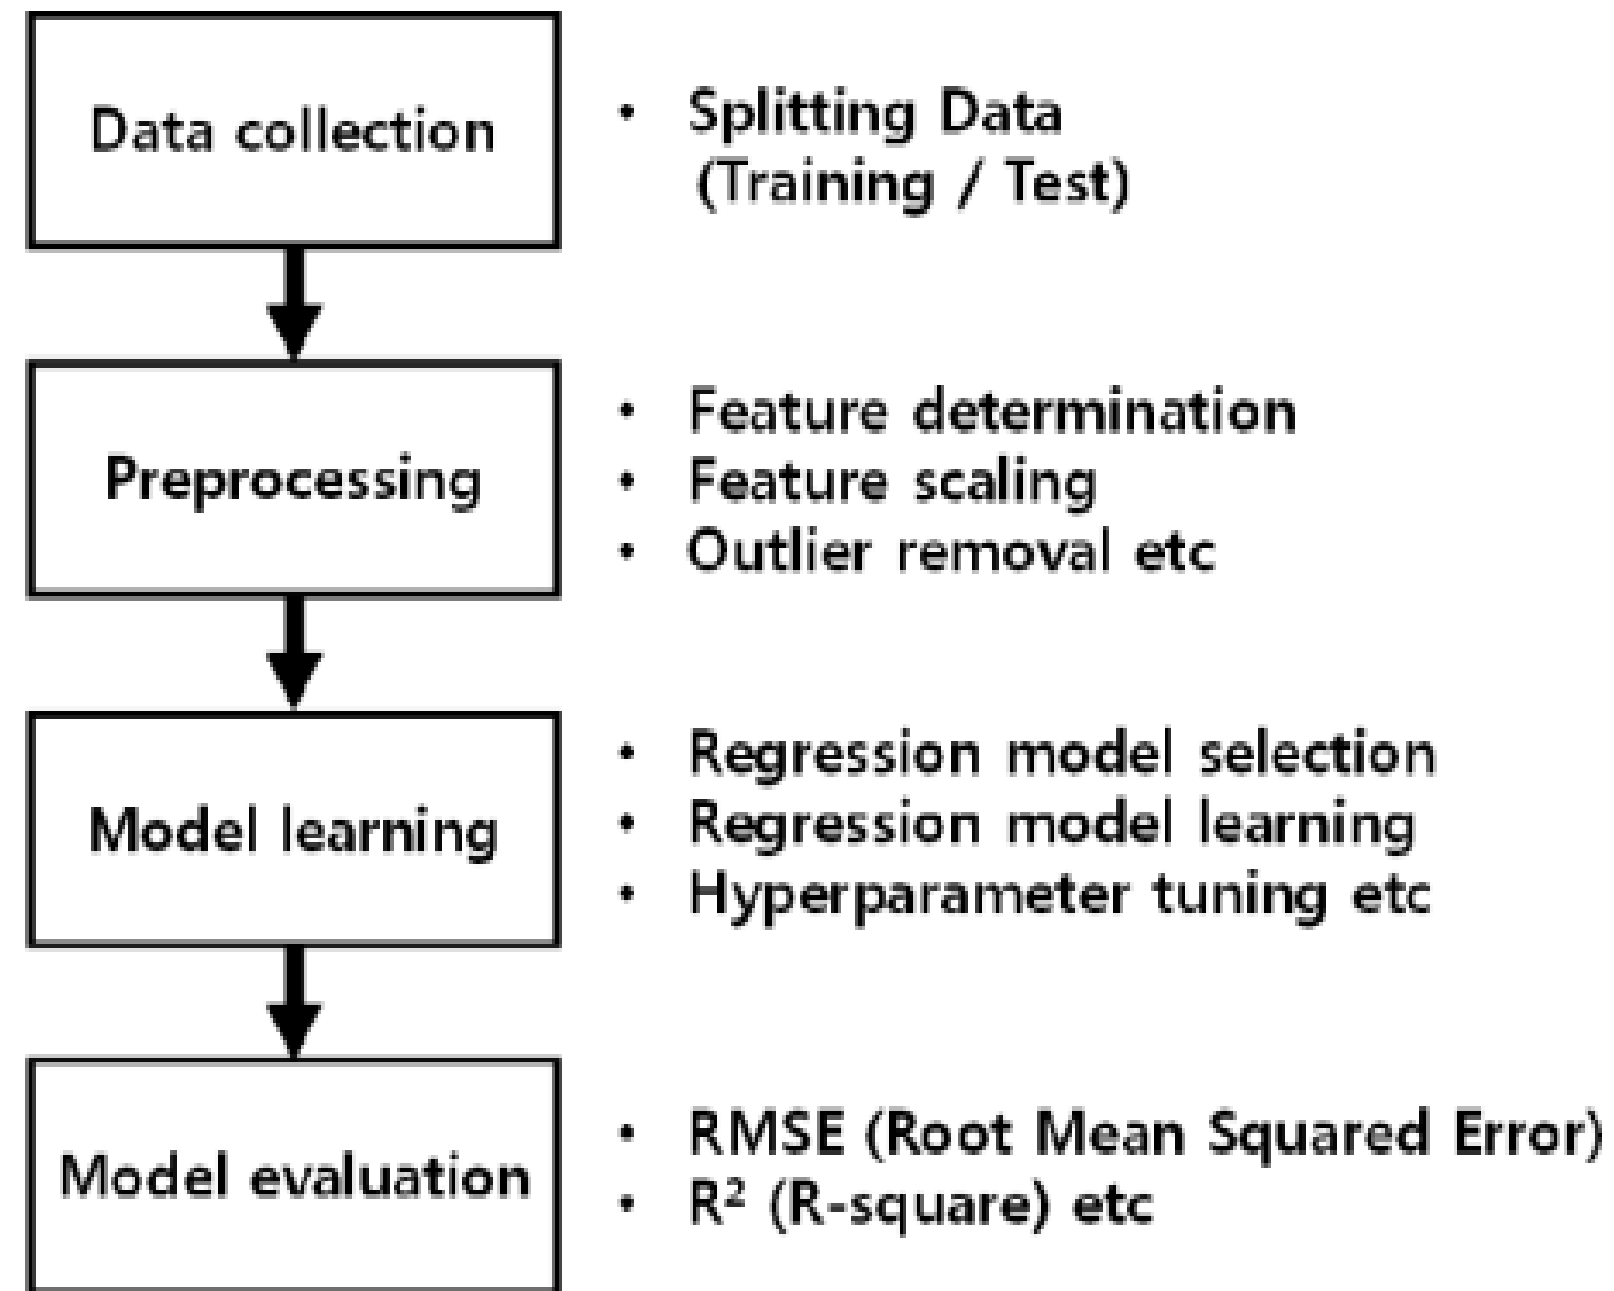 Data collection
• Splitting Data
(Training / Test)
Preprocessing
• Feature determination
• Feature scaling
• Outlier removal etc
Model learning
• Regression model selection
• Regression model learning
• Hyperparameter tuning etc
Model evaluation
• RMSE (Root Mean Squared Error)
• R² (R-square) etc